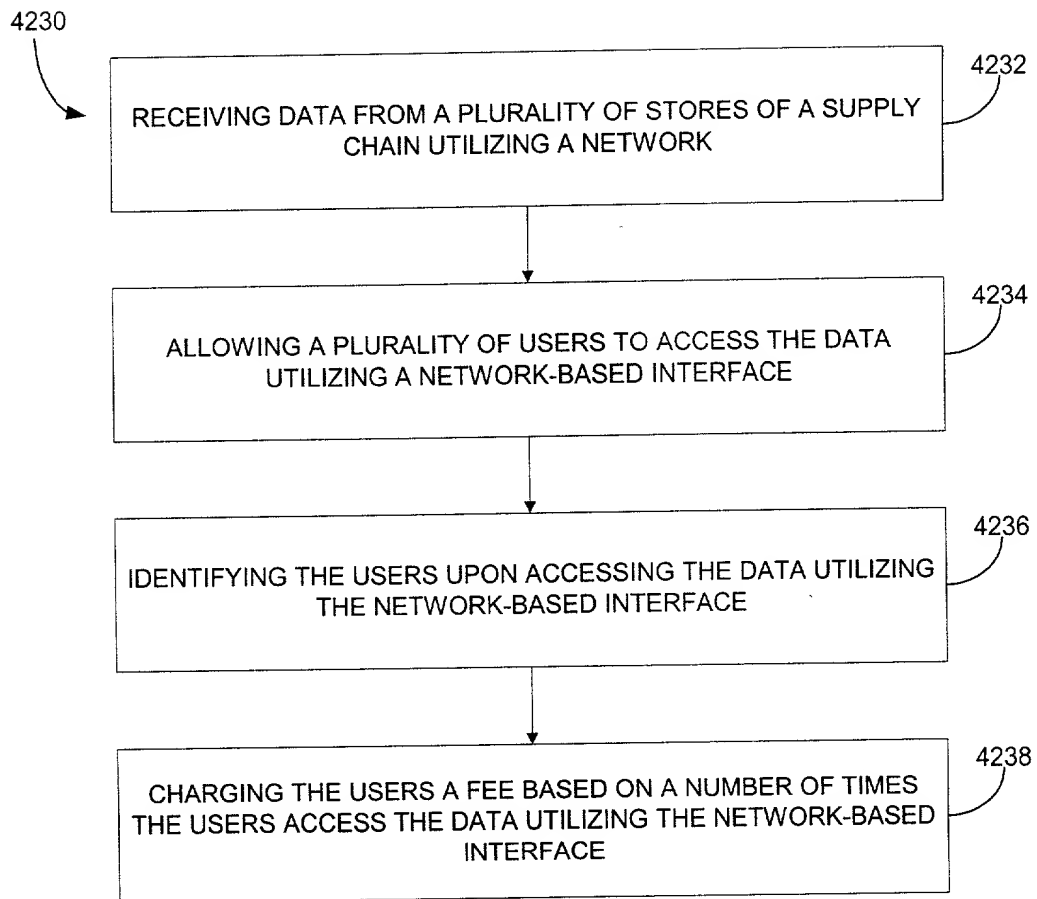 4230
4232
RECEIVING DATA FROM A PLURALITY OF STORES OF A SUPPLY
CHAIN UTILIZING A NETWORK
4234
ALLOWING A PLURALITY OF USERS TO ACCESS THE DATA
UTILIZING A NETWORK-BASED INTERFACE
4236
IDENTIFYING THE USERS UPON ACCESSING THE DATA UTILIZING
THE NETWORK-BASED INTERFACE
4238
CHARGING THE USERS A FEE BASED ON A NUMBER OF TIMES
THE USERS ACCESS THE DATA UTILIZING THE NETWORK-BASED
INTERFACE